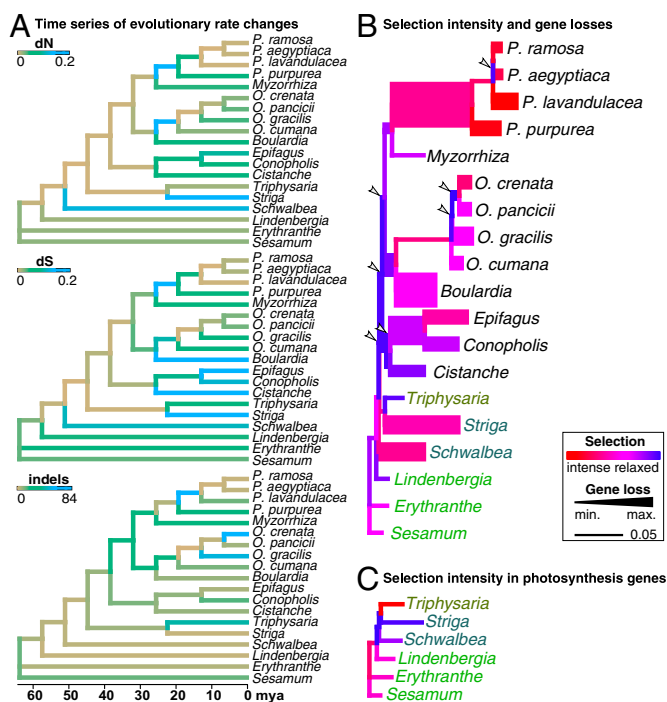 A Time series of evolutionary rate changes
dN
0 0.2
P. ramosa
P. aegyptiaca
P. lavandulacea
P. purpurea
Myzorrhiza
O. crenata
O. pancicii
O. gracilis
O. cumana
Boulardia
Epifagus
Conopholis
Cistanche
Triphysaria
Striga
Schwalbea
Lindenbergia
Erythranthe
Sesamum
dS
0 0.2
P. ramosa
P. aegyptiaca
P. lavandulacea
P. purpurea
Myzorrhiza
O. crenata
O. pancicii
O. gracilis
O. cumana
Boulardia
Epifagus
Conopholis
Cistanche
Triphysaria
Striga
Schwalbea
Lindenbergia
Erythranthe
Sesamum
indels
0 84
P. ramosa
P. aegyptiaca
P. lavandulacea
P. purpurea
Myzorrhiza
O. crenata
O. pancicii
O. gracilis
O. cumana
Boulardia
Epifagus
Conopholis
Cistanche
Triphysaria
Striga
Schwalbea
Lindenbergia
Erythranthe
Sesamum
60 50 40 30 20 10 0 mya
B Selection intensity and gene losses
P. ramosa
P. aegyptiaca
P. lavandulacea
P. purpurea
Myzorrhiza
O. crenata
O. pancicii
O. gracilis
O. cumana
Boulardia
Epifagus
Conopholis
Cistanche
Triphysaria
Striga
Schwalbea
Lindenbergia
Erythranthe
Sesamum
Selection
intense relaxed
Gene loss
min. max.
0.05
C Selection intensity in photosynthesis genes
Triphysaria
Striga
Schwalbea
Lindenbergia
Erythranthe
Sesamum